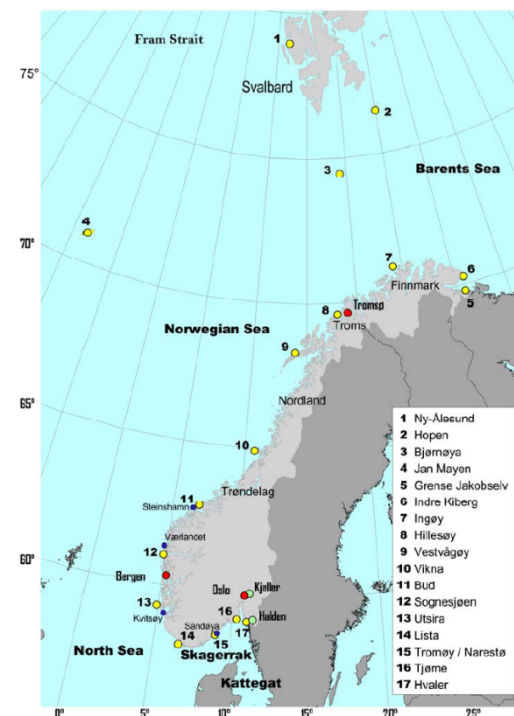 Fram Strait
1
75°
Svalbard
2
3
Barents Sea
4
70°
7
6
Finnmark
5
Tromsø
8
Troms
Norwegian Sea
9
Nordland
65°
10
Trøndelag
11
Steinshamn
Værlandet
12
60°
Bergen
Oslo
Kjeller
13
Kvitsøy
16
Halden
Sandøya
17
14
15
North Sea
Skagerrak
Kattegat
0°
5°
10°
15°
20°
25°
1 Ny-Ålesund
2 Hopen
3 Bjørnøya
4 Jan Mayen
5 Grense Jakobselv
6 Indre Kiberg
7 Ingøy
8 Hillesøy
9 Vestvågøy
10 Vikna
11 Bud
12 Sognesjøen
13 Utsira
14 Lista
15 Tromøy / Narestø
16 Tjøme
17 Hvaler